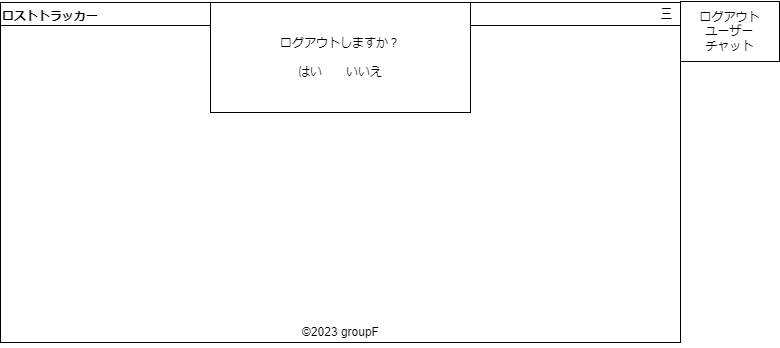 ロストトラッカー
三
ログアウトしますか？
はい いいえ
ログアウト
ユーザー
チャット
©2023 groupF